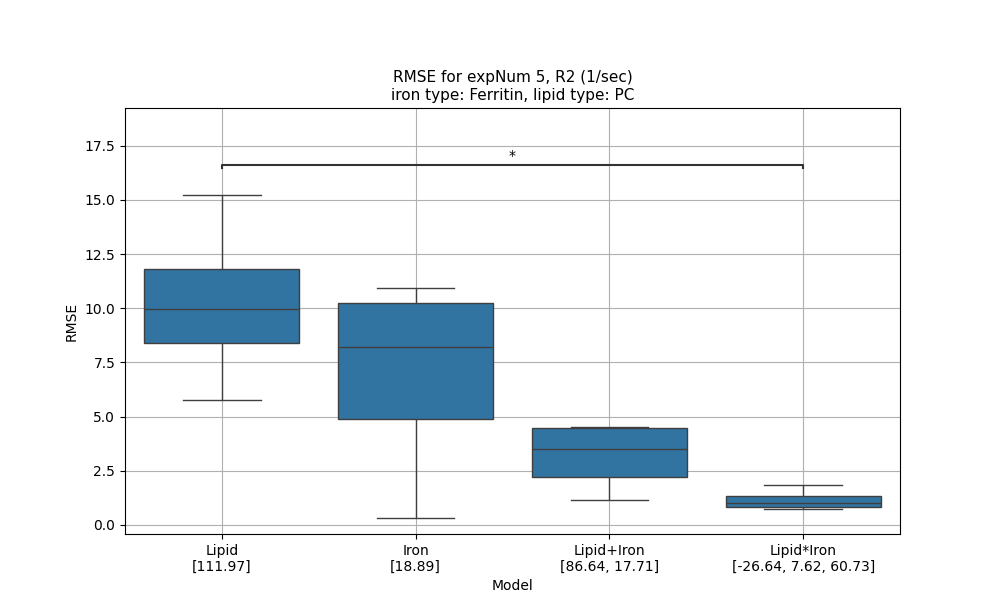 RMSE for expNum 5, R2 (1/sec)
iron type: Ferritin, lipid type: PC
17.5
*
15.0
12.5
10.0
7.5
5.0
2.5
0.0
RMSE
Lipid Iron Lipid+Iron Lipid*Iron
[111.97] [18.89] [86.64, 17.71] [-26.64, 7.62, 60.73]
Model